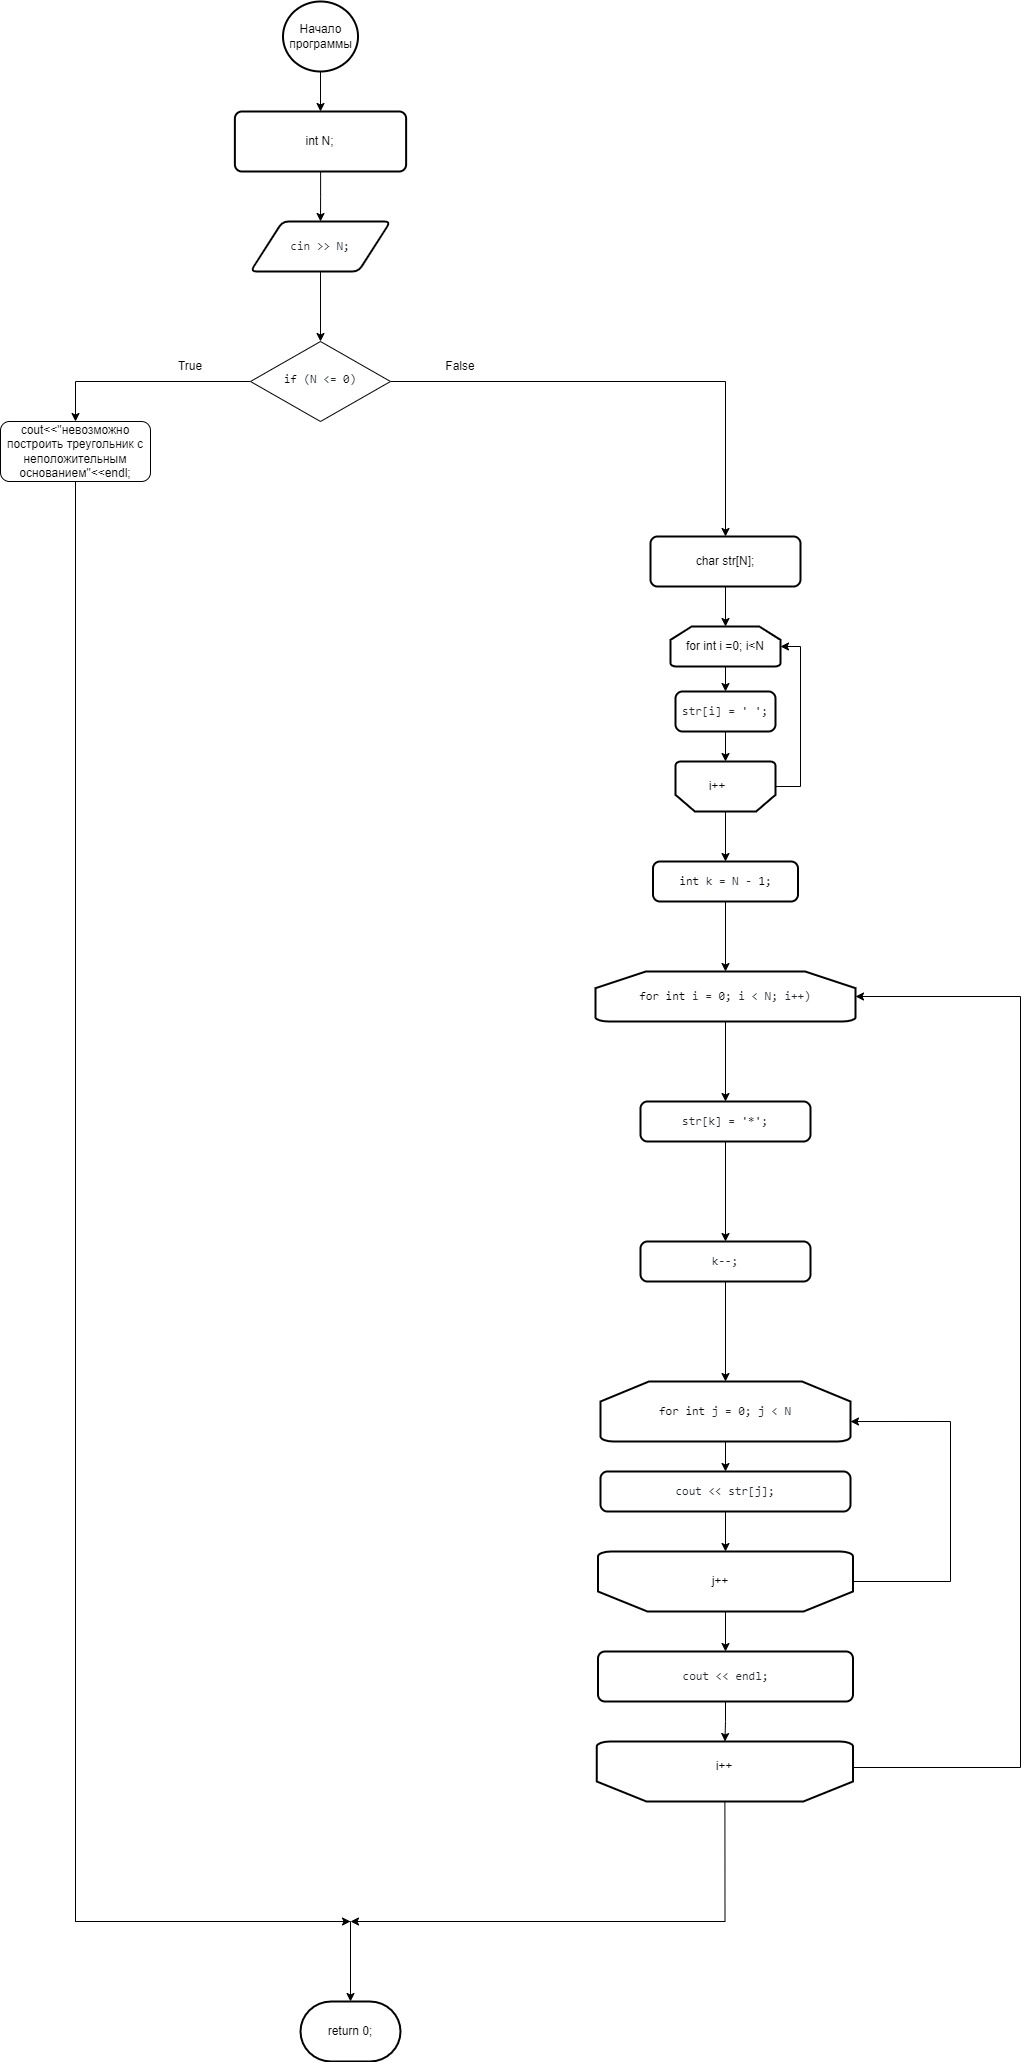 Начало
программы
int N;
cin >> N;
if (N <= 0)
True
False
cout<<"невозможно
построить треугольник с
неположительным
основанием"<<endl;
char str[N];
for int i =0; i<N
str[i] = ' ';
i++
int k = N - 1;
for int i = 0; i < N; i++)
str[k] = '*';
k--;
for int j = 0; j < N
cout << str[j];
j++
cout << endl;
i++
return 0;